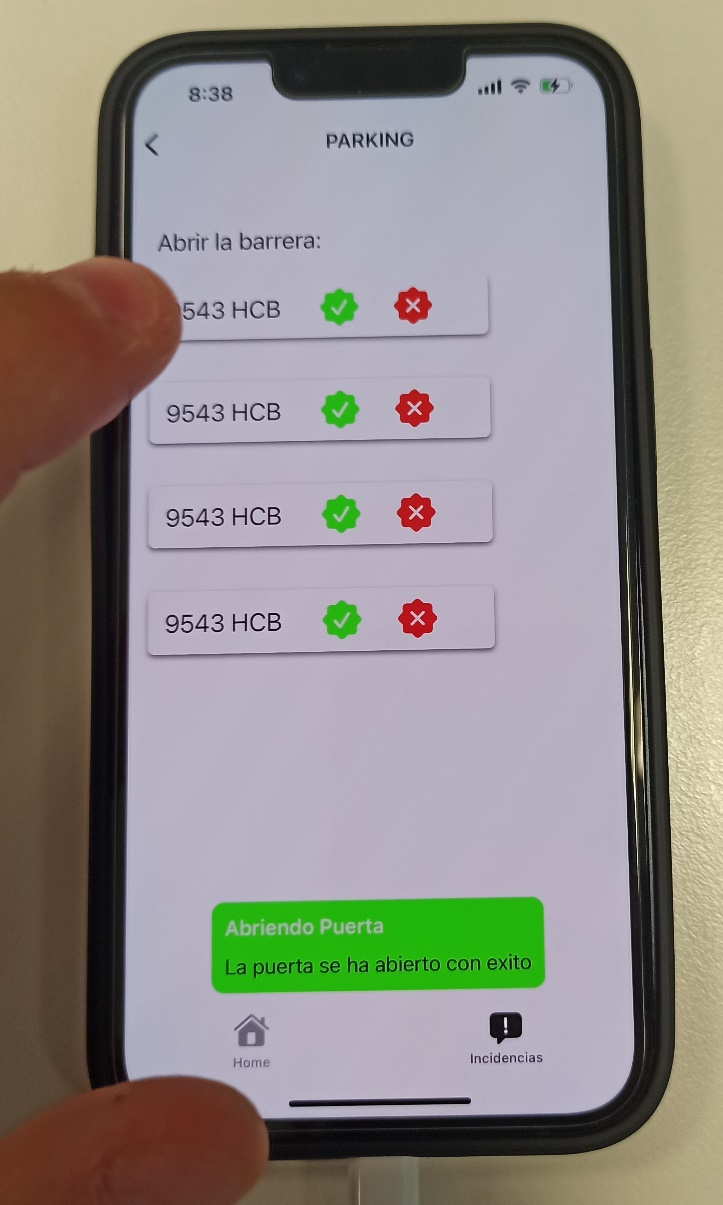 8:38
PARKING
Abrir la barrera:
543 HCB
9543 HCB
9543 HCB
9543 HCB
Abriendo Puerta
La puerta se ha abierto con exito
Home
Incidencias